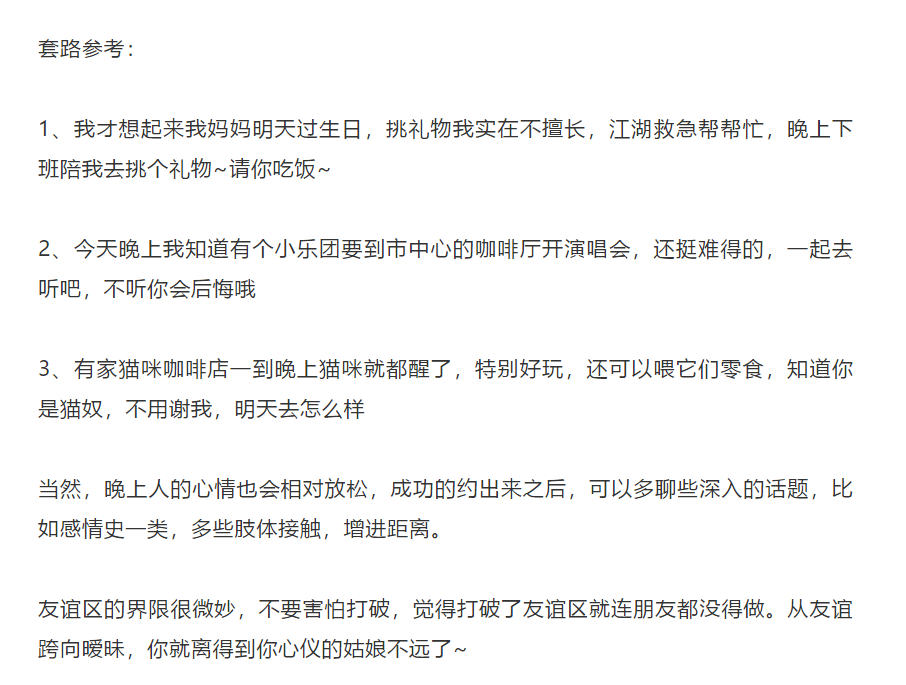 套路参考：
1、我才想起来我妈妈明天过生日，挑礼物我实在不擅长，江湖救急帮帮忙，晚上下
班陪我去挑个礼物~请你吃饭~
2、今天晚上我知道有个小乐团要到市中心的咖啡厅开演唱会，还挺难得的，一起去
听吧，不听你会后悔哦
3、有家猫咪咖啡店一到晚上猫咪就都醒了，特别好玩，还可以喂它们零食，知道你
是猫奴，不用谢我，明天去怎么样
当然，晚上人的心情也会相对放松，成功的约出来之后，可以多聊些深入的话题，比
如感情史一类，多些肢体接触，增进距离。
友谊区的界限很微妙，不要害怕打破，觉得打破了友谊区就连朋友都没得做。从友谊
跨向暧昧，你就离得到你心仪的姑娘不远了~